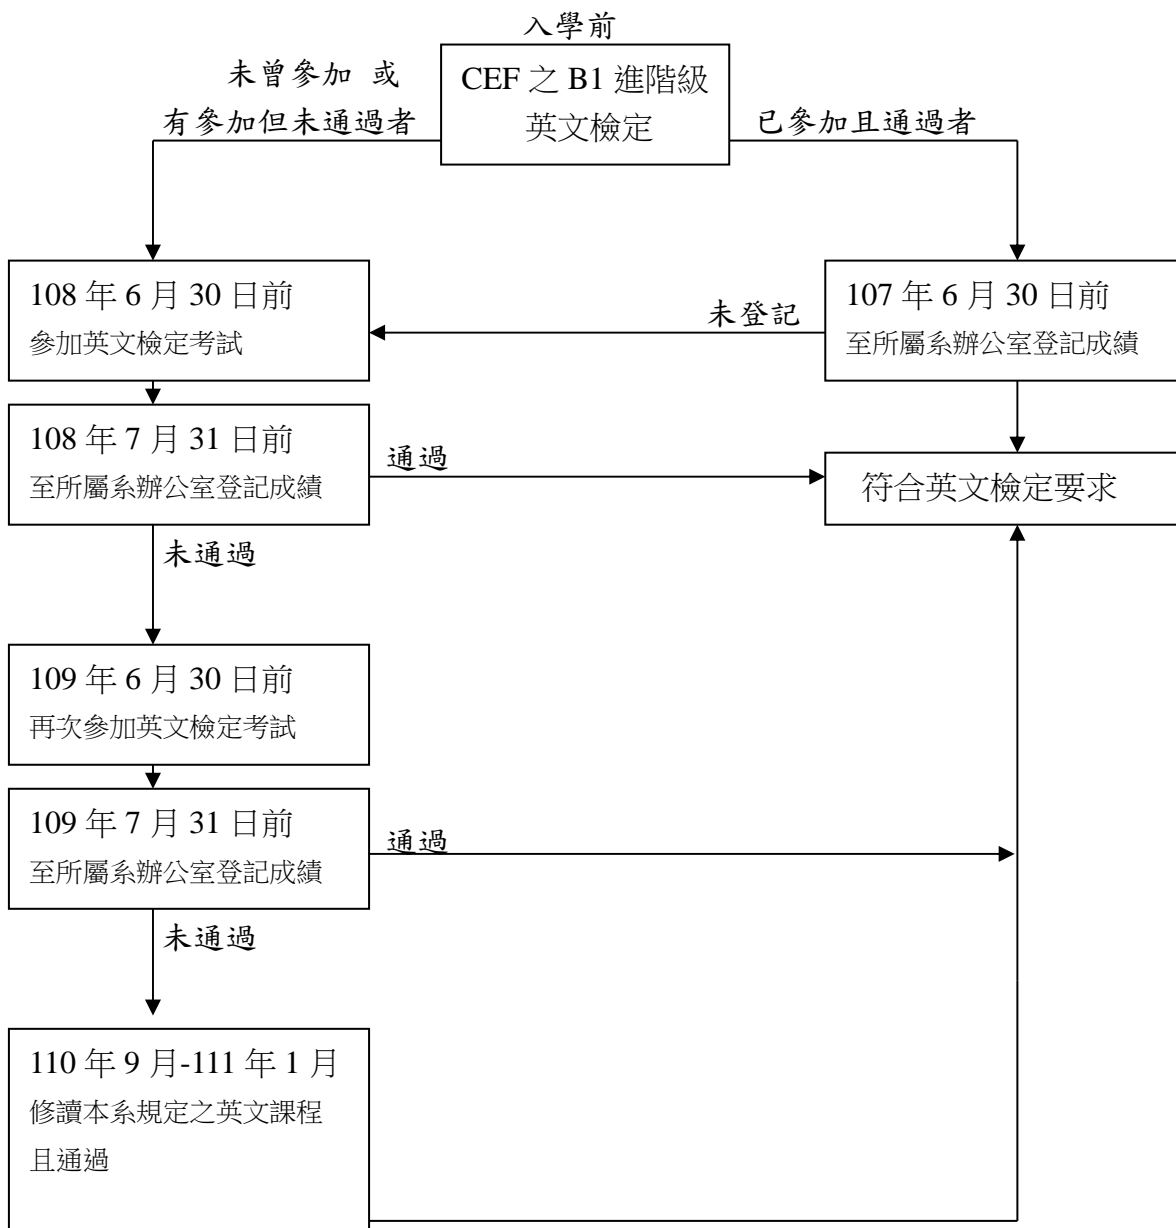 入學前
CEF 之 B1 進階級
英文檢定
未曾參加 或
有參加但未通過者
已參加且通過者
108 年 6 月 30 日前
參加英文檢定考試
未登記
107 年 6 月 30 日前
至所屬系辦公室登記成績
108 年 7 月 31 日前
至所屬系辦公室登記成績
通過
符合英文檢定要求
未通過
109 年 6 月 30 日前
再次參加英文檢定考試
109 年 7 月 31 日前
至所屬系辦公室登記成績
通過
未通過
110 年 9 月-111 年 1 月
修讀本系規定之英文課程
且通過